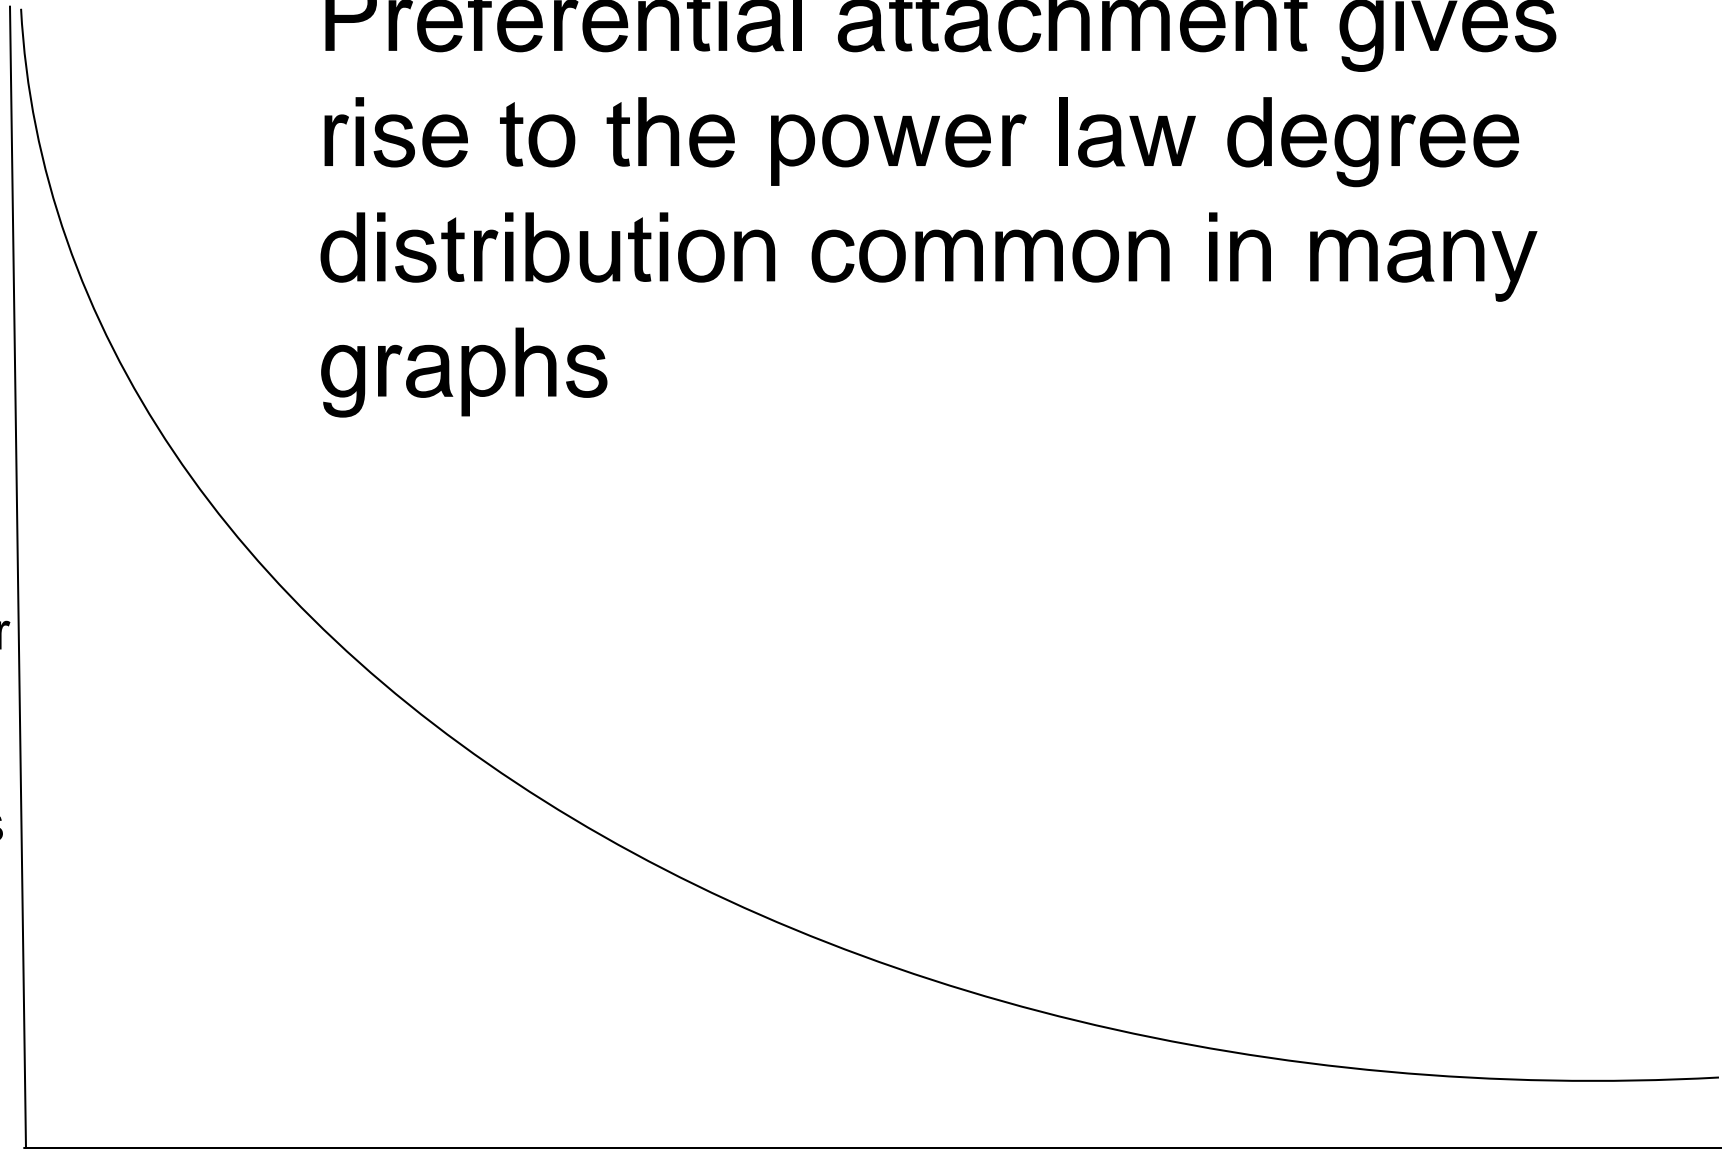 Preferential attachment gives
rise to the power law degree
distribution common in many
graphs
r
s